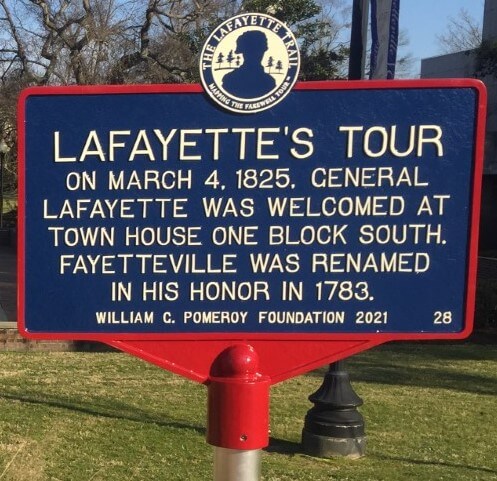 THE LAFAYETTE TRAIL
MAPPING THE FAREWELL TOUR
LAFAYETTE'S TOUR
ON MARCH 4, 1825, GENERAL
LAFAYETTE WAS WELCOMED AT
TOWN HOUSE ONE BLOCK SOUTH.
FAYETTEVILLE WAS RENAMED
IN HIS HONOR IN 1783.
WILLIAM G. POMEROY FOUNDATION 2021 28